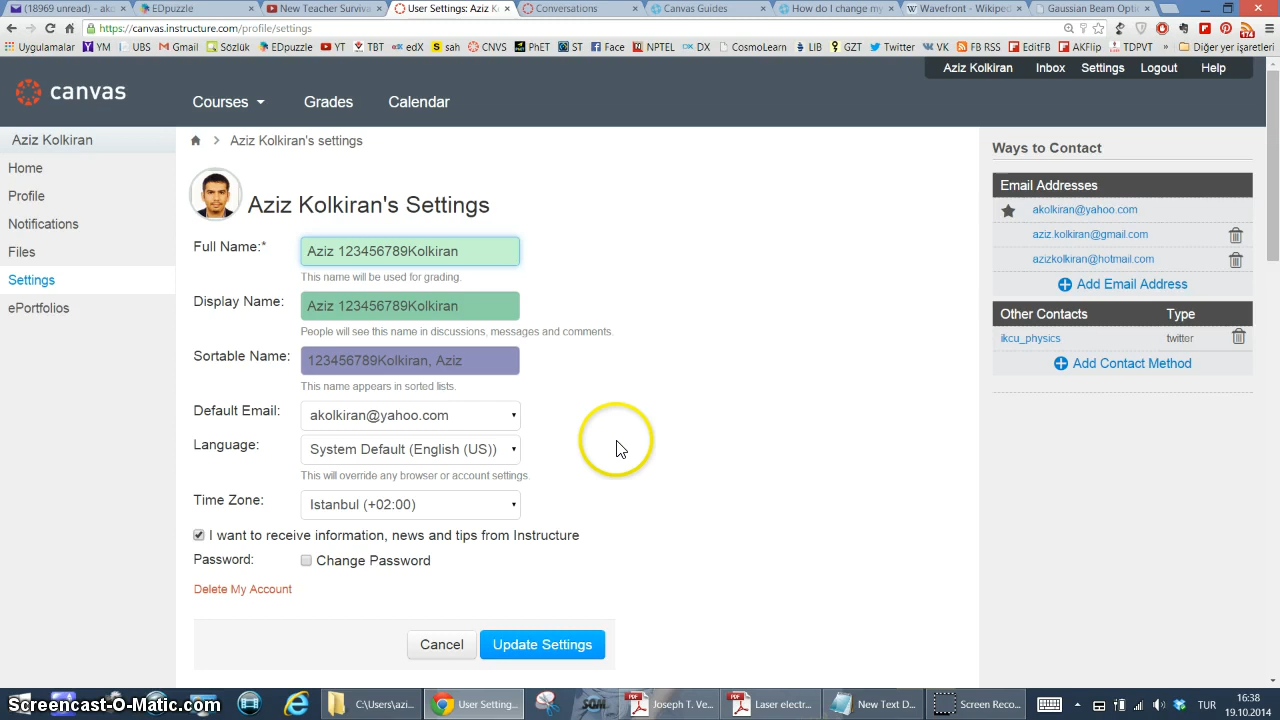 (18969 unread) - ako
EDpuzzle
New Teacher Surviva
User Settings: Aziz K
Conversations
Canvas Guides
How do I change my
Wavefront - Wikiped
Gaussian Beam Opti
https://canvas.instructure.com/profile/settings
Uygulamalar
YM
UBS
Gmail
Sözlük
EDpuzzle
YT
TBT
edX
sah
CNVS
PhET
ST
Face
NPTEL
DX
CosmoLearn
LIB
GZT
Twitter
VK
FB RSS
EditFB
AKFlip
TDPVT
»
Diğer yer işaretleri
canvas
Courses
Grades
Calendar
Aziz Kolkiran
Inbox
Settings
Logout
Help
Aziz Kolkiran
Home
Profile
Notifications
Files
Settings
ePortfolios
Aziz Kolkiran's settings
Aziz Kolkiran's Settings
Full Name:*
Aziz 123456789Kolkiran
This name will be used for grading.
Display Name:
Aziz 123456789Kolkiran
People will see this name in discussions, messages and comments.
Sortable Name:
123456789Kolkiran, Aziz
This name appears in sorted lists.
Default Email:
akolkiran@yahoo.com
Language:
System Default (English (US))
This will override any browser or account settings.
Time Zone:
Istanbul (+02:00)
I want to receive information, news and tips from Instructure
Password:
Change Password
Delete My Account
Cancel
Update Settings
Ways to Contact
Email Addresses
akolkiran@yahoo.com
aziz.kolkiran@gmail.com
azizkolkiran@hotmail.com
Add Email Address
Other Contacts Type
ikcu_physics twitter
Add Contact Method
Screencast-O-Matic.com
C:\Users\azi...
User Setting...
Joseph T. Ve...
Laser electr...
New Text D...
Screen Reco...
TUR
16:38
19.10.2014